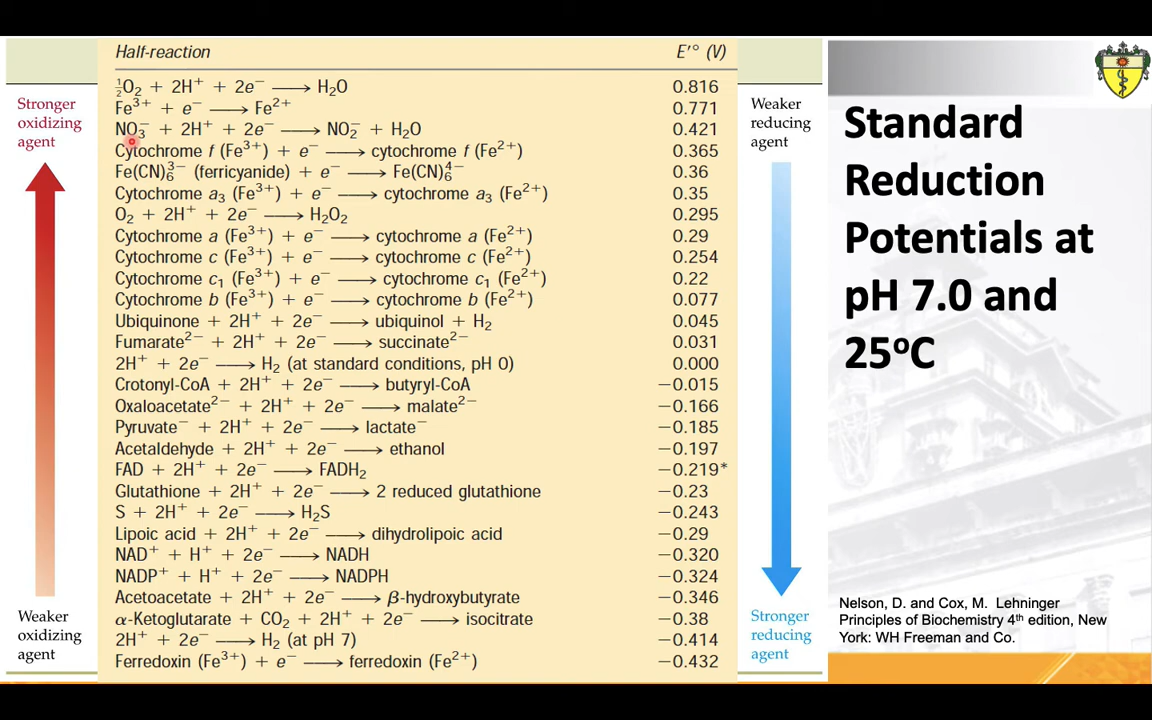 Half-reaction E′° (V)
½O₂ + 2H⁺ + 2e⁻ ⟶ H₂O 0.816
Fe³⁺ + e⁻ ⟶ Fe²⁺ 0.771
NO₃⁻ + 2H⁺ + 2e⁻ ⟶ NO₂⁻ + H₂O 0.421
Cytochrome f (Fe³⁺) + e⁻ ⟶ cytochrome f (Fe²⁺) 0.365
Fe(CN)₆³⁻ (ferricyanide) + e⁻ ⟶ Fe(CN)₆⁴⁻ 0.36
Cytochrome a₃ (Fe³⁺) + e⁻ ⟶ cytochrome a₃ (Fe²⁺) 0.35
O₂ + 2H⁺ + 2e⁻ ⟶ H₂O₂ 0.295
Cytochrome a (Fe³⁺) + e⁻ ⟶ cytochrome a (Fe²⁺) 0.29
Cytochrome c (Fe³⁺) + e⁻ ⟶ cytochrome c (Fe²⁺) 0.254
Cytochrome c₁ (Fe³⁺) + e⁻ ⟶ cytochrome c₁ (Fe²⁺) 0.22
Cytochrome b (Fe³⁺) + e⁻ ⟶ cytochrome b (Fe²⁺) 0.077
Ubiquinone + 2H⁺ + 2e⁻ ⟶ ubiquinol + H₂ 0.045
Fumarate²⁻ + 2H⁺ + 2e⁻ ⟶ succinate²⁻ 0.031
2H⁺ + 2e⁻ ⟶ H₂ (at standard conditions, pH 0) 0.000
Crotonyl-CoA + 2H⁺ + 2e⁻ ⟶ butyryl-CoA −0.015
Oxaloacetate²⁻ + 2H⁺ + 2e⁻ ⟶ malate²⁻ −0.166
Pyruvate⁻ + 2H⁺ + 2e⁻ ⟶ lactate⁻ −0.185
Acetaldehyde + 2H⁺ + 2e⁻ ⟶ ethanol −0.197
FAD + 2H⁺ + 2e⁻ ⟶ FADH₂ −0.219*
Glutathione + 2H⁺ + 2e⁻ ⟶ 2 reduced glutathione −0.23
S + 2H⁺ + 2e⁻ ⟶ H₂S −0.243
Lipoic acid + 2H⁺ + 2e⁻ ⟶ dihydrolipoic acid −0.29
NAD⁺ + H⁺ + 2e⁻ ⟶ NADH −0.320
NADP⁺ + H⁺ + 2e⁻ ⟶ NADPH −0.324
Acetoacetate + 2H⁺ + 2e⁻ ⟶ β-hydroxybutyrate −0.346
α-Ketoglutarate + CO₂ + 2H⁺ + 2e⁻ ⟶ isocitrate −0.38
2H⁺ + 2e⁻ ⟶ H₂ (at pH 7) −0.414
Ferredoxin (Fe³⁺) + e⁻ ⟶ ferredoxin (Fe²⁺) −0.432
Stronger
oxidizing
agent
Weaker
oxidizing
agent
Weaker
reducing
agent
Stronger
reducing
agent
Standard
Reduction
Potentials at
pH 7.0 and
25ºC
Nelson, D. and Cox, M. Lehninger
Principles of Biochemistry 4ᵗʰ edition, New
York: WH Freeman and Co.